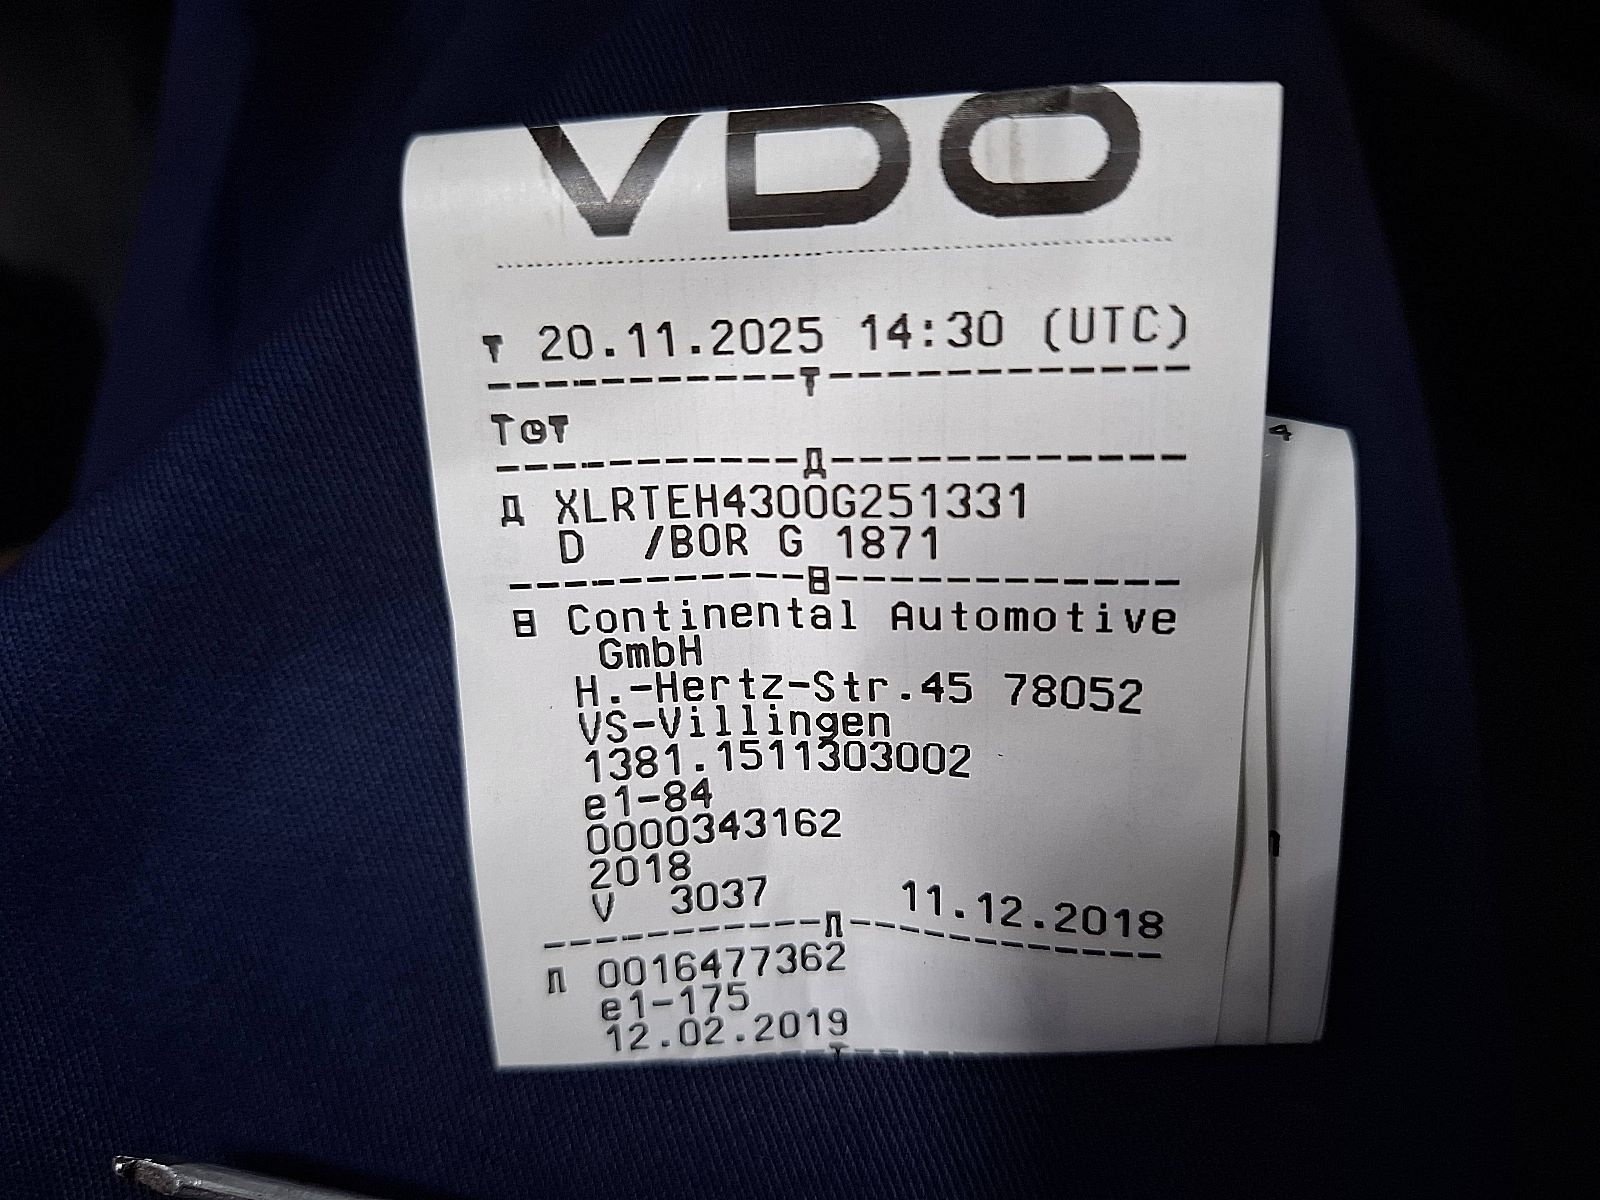 VDO
20.11.2025 14:30 (UTC)
XLRTEH4300G251331
D /BOR G 1871
Continental Automotive
GmbH
H.-Hertz-Str.45 78052
VS-Villingen
1381.1511303002
e1-84
0000343162
2018
V 3037 11.12.2018
0016477362
e1-175
12.02.2019
4